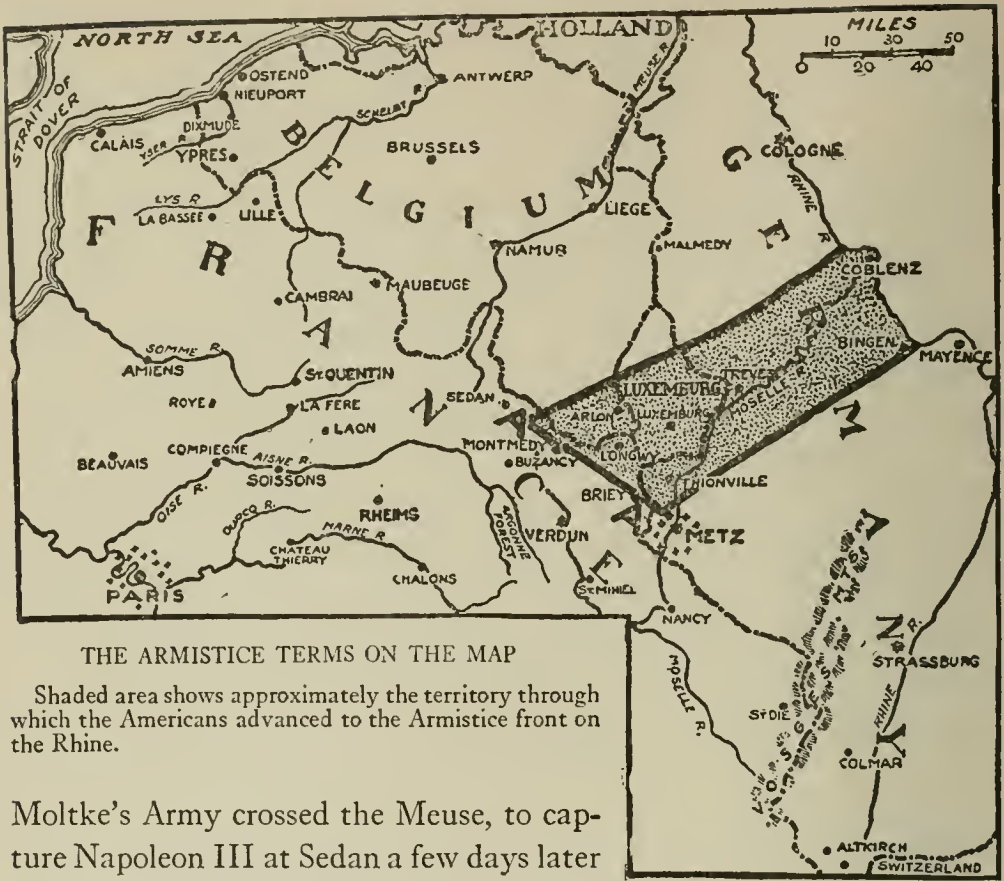 NORTH SEA
HOLLAND
MILES
10 30 50
0 20 40
STRAIT OF
DOVER
OSTEND
NIEUPORT
ANTWERP
MEUSE R.
SCHELDT R
DIXMUDE
CALAIS
YSER R
YPRES
BRUSSELS
COLOGNE
RHINE R
BELGIUM
LYS R
LA BASSEE
LILLE
LIEGE
NAMUR
MALMEDY
FRANCE
GERMANY
MAUBEUGE
COBLENZ
CAMBRAI
BINGEN
MAYENCE
SOMME R.
AMIENS
ST QUENTIN
TREVES
LUXEMBURG
MOSELLE R
ROYE
LA FERE
SEDAN
ARLON
LUXEMBURG
LAON
MONTMEDY
LONGWY
BEAUVAIS
COMPIEGNE
AISNE R.
SOISSONS
BUZANCY
THIONVILLE
BRIEY
OISE R.
OURCQ R.
RHEIMS
ARGONNE
FOREST
VERDUN
METZ
MARNE R
CHATEAU
THIERRY
CHALONS
ST MIHIEL
PARIS
NANCY
MOSELLE R.
VOSGES MTS
STRASSBURG
RHINE R.
ST DIE
COLMAR
ALTKIRCH
SWITZERLAND
THE ARMISTICE TERMS ON THE MAP
Shaded area shows approximately the territory through
which the Americans advanced to the Armistice front on
the Rhine.
Moltke's Army crossed the Meuse, to cap-
ture Napoleon III at Sedan a few days later